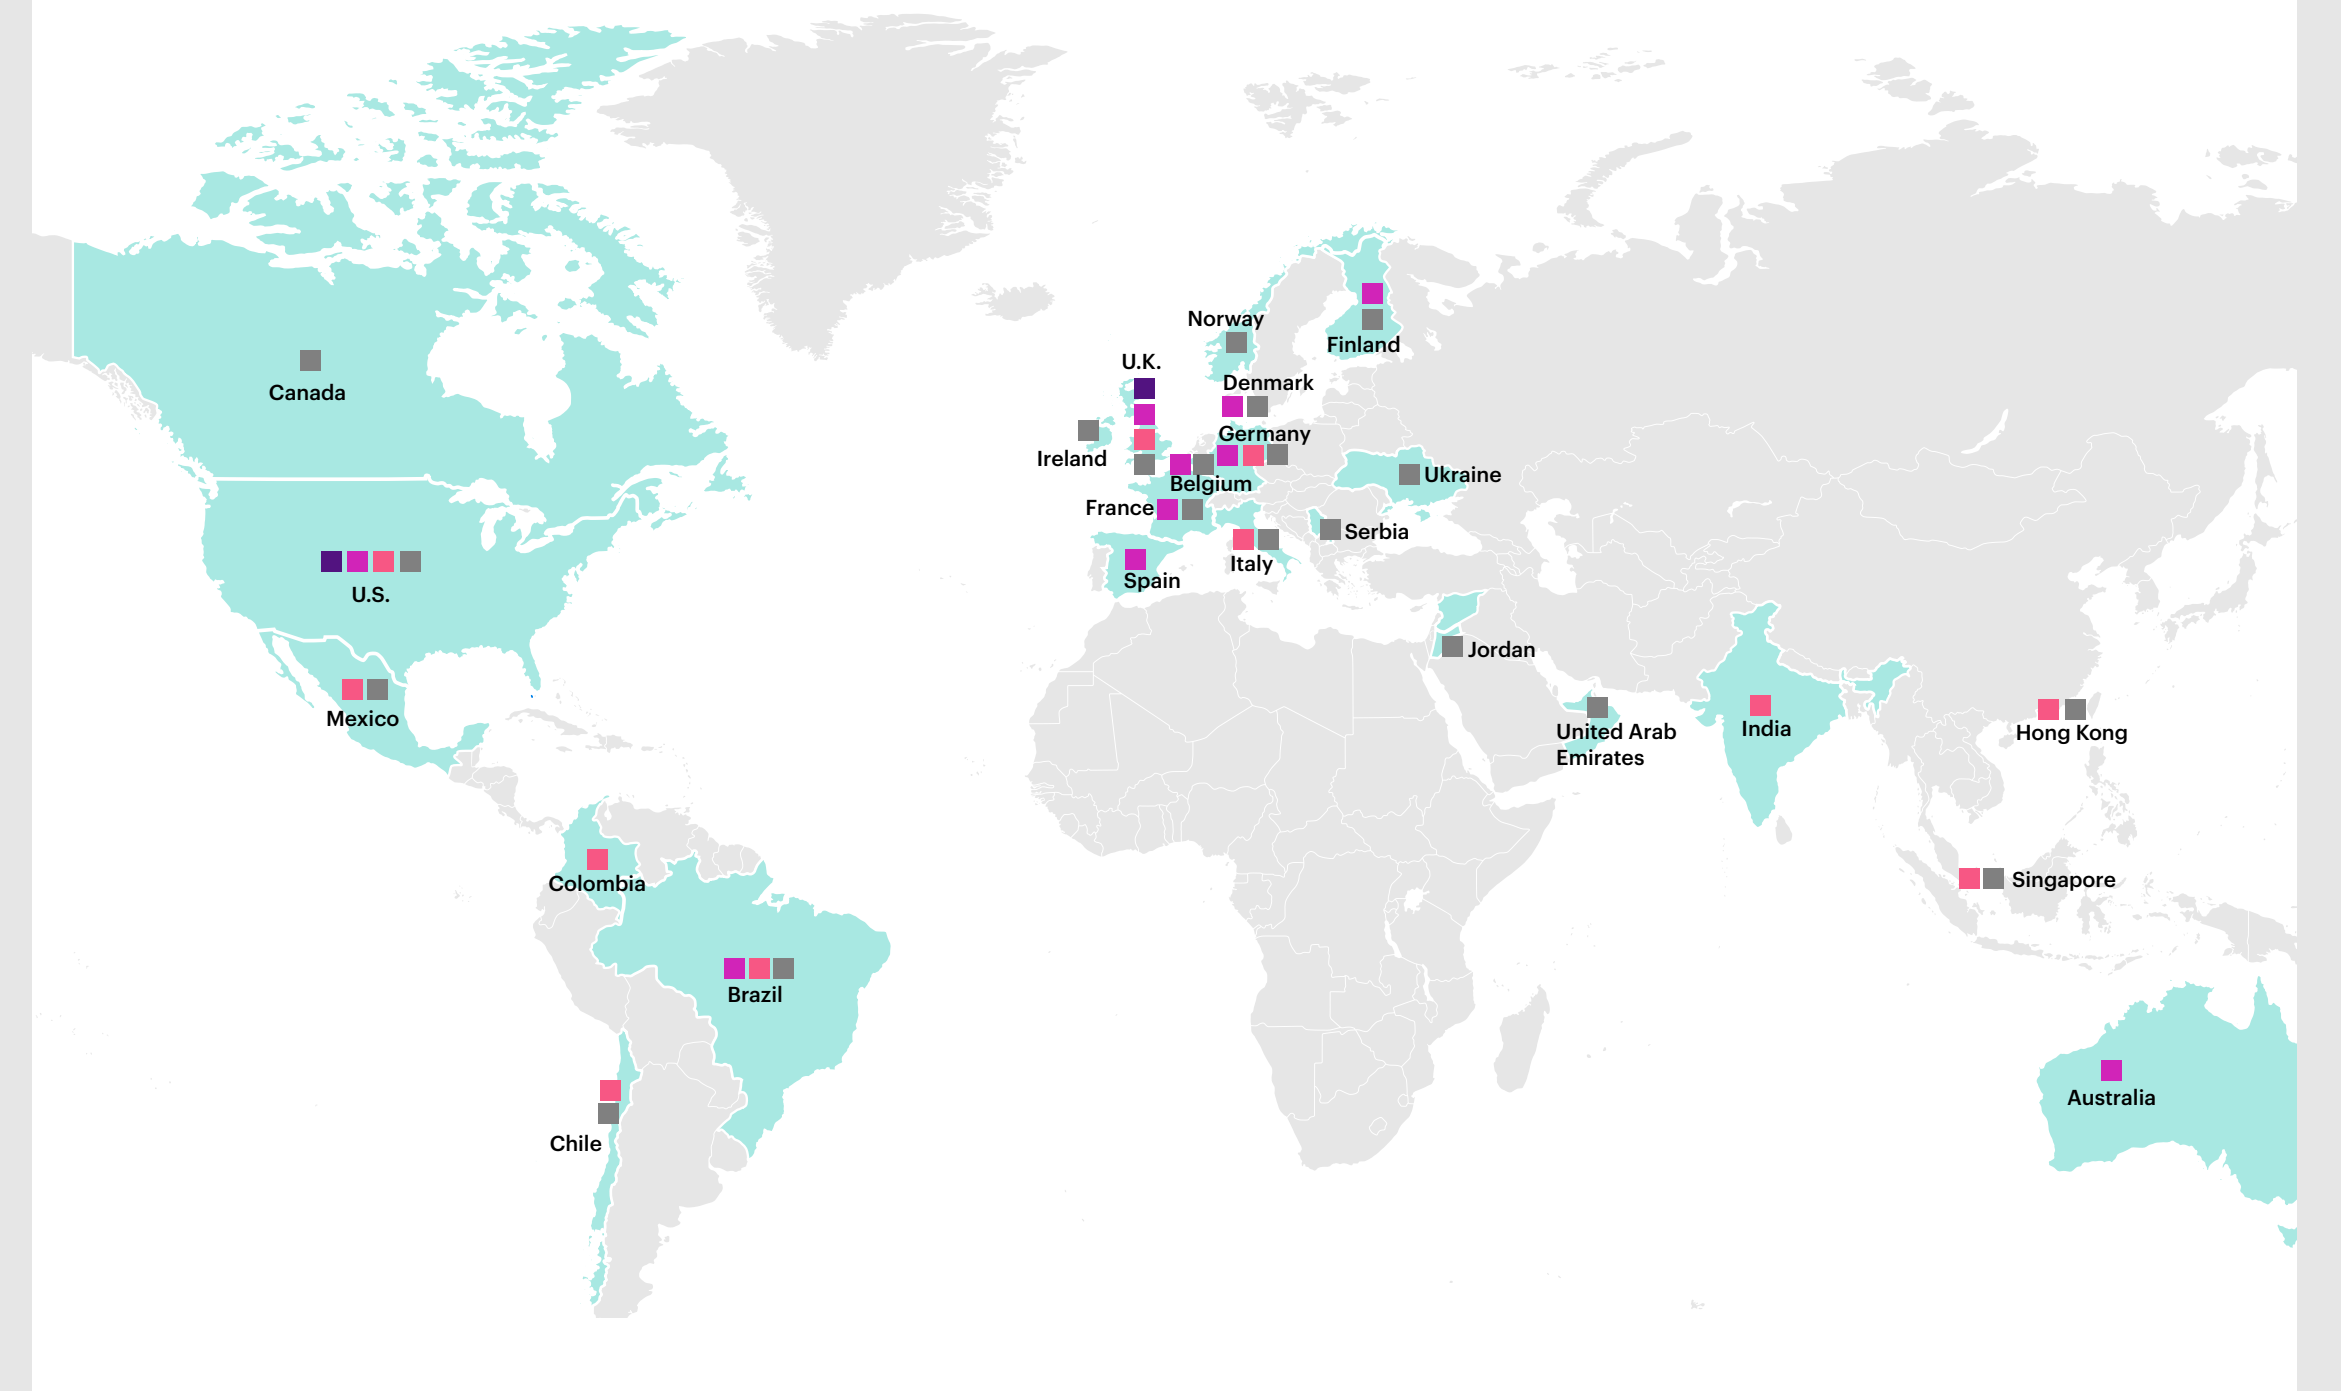 Norway
Finland
U.K.
Denmark
Canada
Germany
Ireland
Ukraine
Belgium
France
Serbia
Italy
Spain
U.S.
Jordan
Mexico
United Arab
Emirates
India
Hong Kong
Colombia
Singapore
Brazil
Australia
Chile